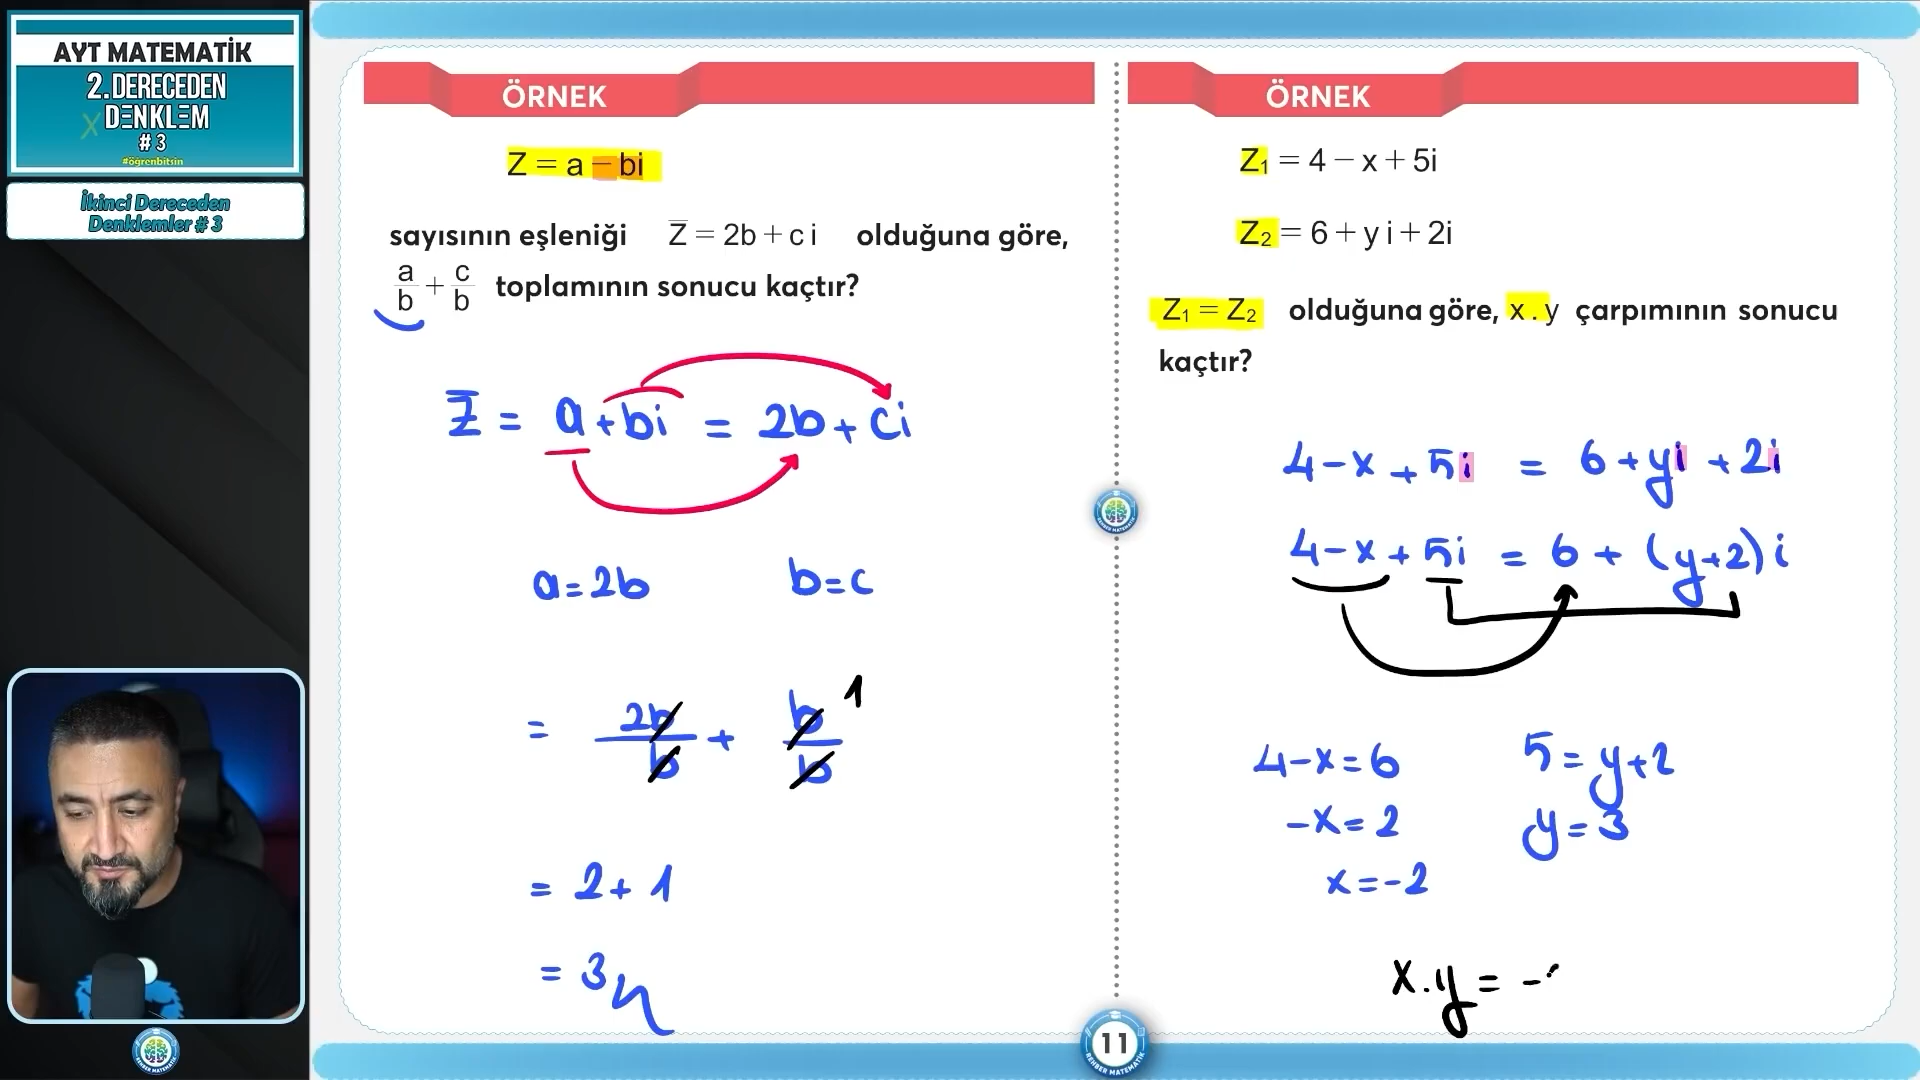 AYT MATEMATİK
2. DERECEDEN
DENKLEM
# 3
#öğrenbitsin
İkinci Dereceden
Denklemler # 3
ÖRNEK
Z = a − bi
sayısının eşleniği Z̅ = 2b + c i olduğuna göre,
a/b + c/b toplamının sonucu kaçtır?
Z̅ = a + bi = 2b + ci
a = 2b b = c
= 2b/b + b/b 1
= 2 + 1
= 3
ÖRNEK
Z₁ = 4 − x + 5i
Z₂ = 6 + y i + 2i
Z₁ = Z₂ olduğuna göre, x . y çarpımının sonucu
kaçtır?
4 − x + 5i = 6 + yi + 2i
4 − x + 5i = 6 + (y + 2) i
4 − x = 6 5 = y + 2
−x = 2 y = 3
x = −2
x . y = −
11
REHBER MATEMATİK